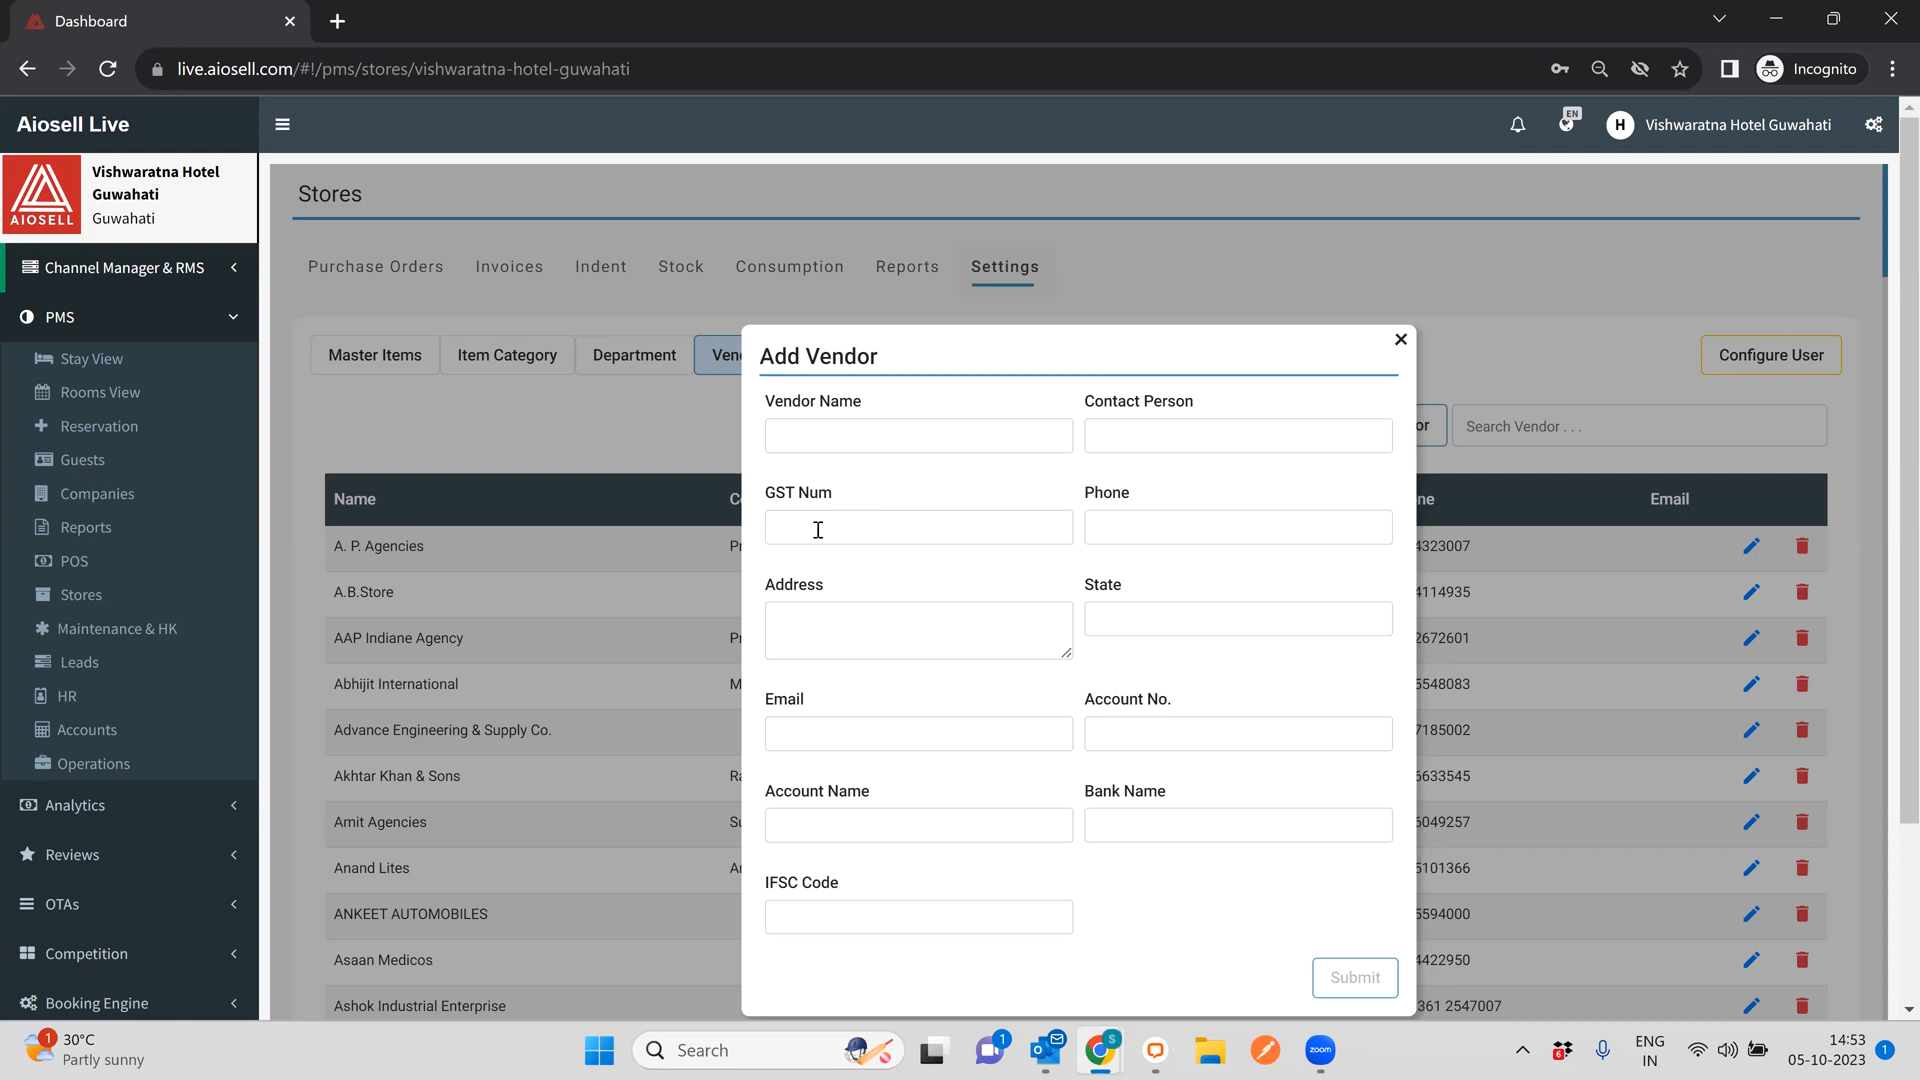 Dashboard
live.aiosell.com/#!/pms/stores/vishwaratna-hotel-guwahati
Incognito
Aiosell Live
EN
H
Vishwaratna Hotel Guwahati
AIOSELL
Vishwaratna Hotel
Guwahati
Guwahati
Channel Manager & RMS
PMS
Stay View
Rooms View
Reservation
Guests
Companies
Reports
POS
Stores
Maintenance & HK
Leads
HR
Accounts
Operations
Analytics
Reviews
OTAs
Competition
Booking Engine
Stores
Purchase Orders
Invoices
Indent
Stock
Consumption
Reports
Settings
Master Items
Item Category
Department
Configure User
Search Vendor . . .
Name
Email
A. P. Agencies
4323007
A.B.Store
4114935
AAP Indiane Agency
2672601
Abhijit International
5548083
Advance Engineering & Supply Co.
7185002
Akhtar Khan & Sons
6633545
Amit Agencies
6049257
Anand Lites
5101366
ANKEET AUTOMOBILES
5594000
Asaan Medicos
4422950
Ashok Industrial Enterprise
361 2547007
Add Vendor
Vendor Name
Contact Person
GST Num
Phone
Address
State
Email
Account No.
Account Name
Bank Name
IFSC Code
Submit
1
30°C
Partly sunny
Search
1
S
zoom
6
ENG
IN
14:53
05-10-2023
1